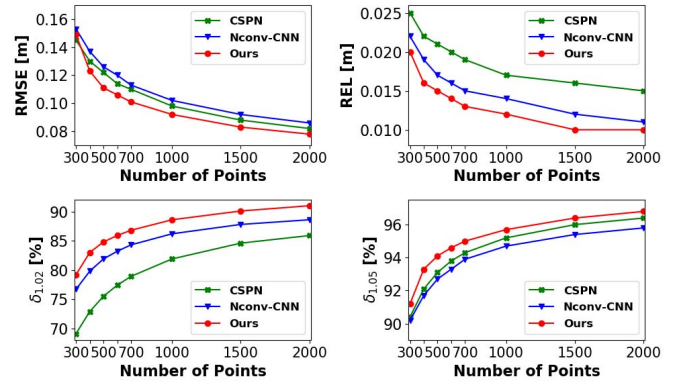 RMSE [m]
0.16
0.14
0.12
0.10
0.08
300 500 700 1000 1500 2000
Number of Points
CSPN
Nconv-CNN
Ours
REL [m]
0.025
0.020
0.015
0.010
300 500 700 1000 1500 2000
Number of Points
CSPN
Nconv-CNN
Ours
δ1.02 [%]
90
85
80
75
70
300 500 700 1000 1500 2000
Number of Points
CSPN
Nconv-CNN
Ours
δ1.05 [%]
96
94
92
90
300 500 700 1000 1500 2000
Number of Points
CSPN
Nconv-CNN
Ours